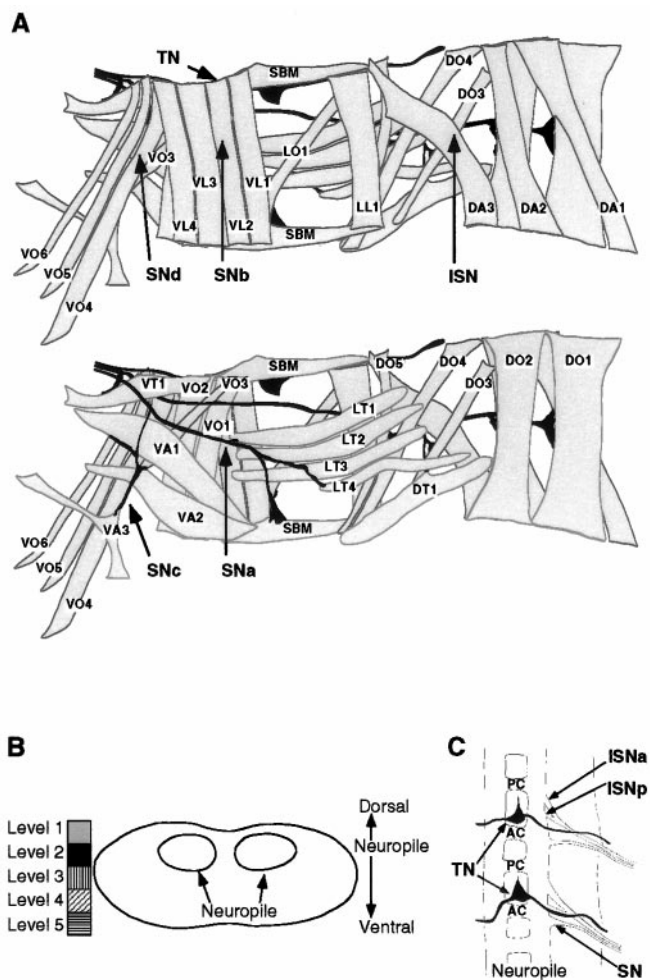 A
TN
SBM
DO4
DO3
VO3
VL3
VL1
LO1
VL4
VL2
LL1
SBM
DA3
DA2
DA1
VO6
VO5
VO4
SNd
SNb
ISN
SBM
DO5
DO4
DO3
DO2
DO1
VT1
VO2
VO3
VO1
LT1
VA1
LT2
LT3
LT4
DT1
VA2
SBM
VA3
VO6
VO5
VO4
SNc
SNa
B
Level 1
Level 2
Level 3
Level 4
Level 5
Neuropile
Dorsal
Neuropile
Ventral
C
ISNa
PC
ISNp
AC
TN
PC
AC
Neuropile
SN